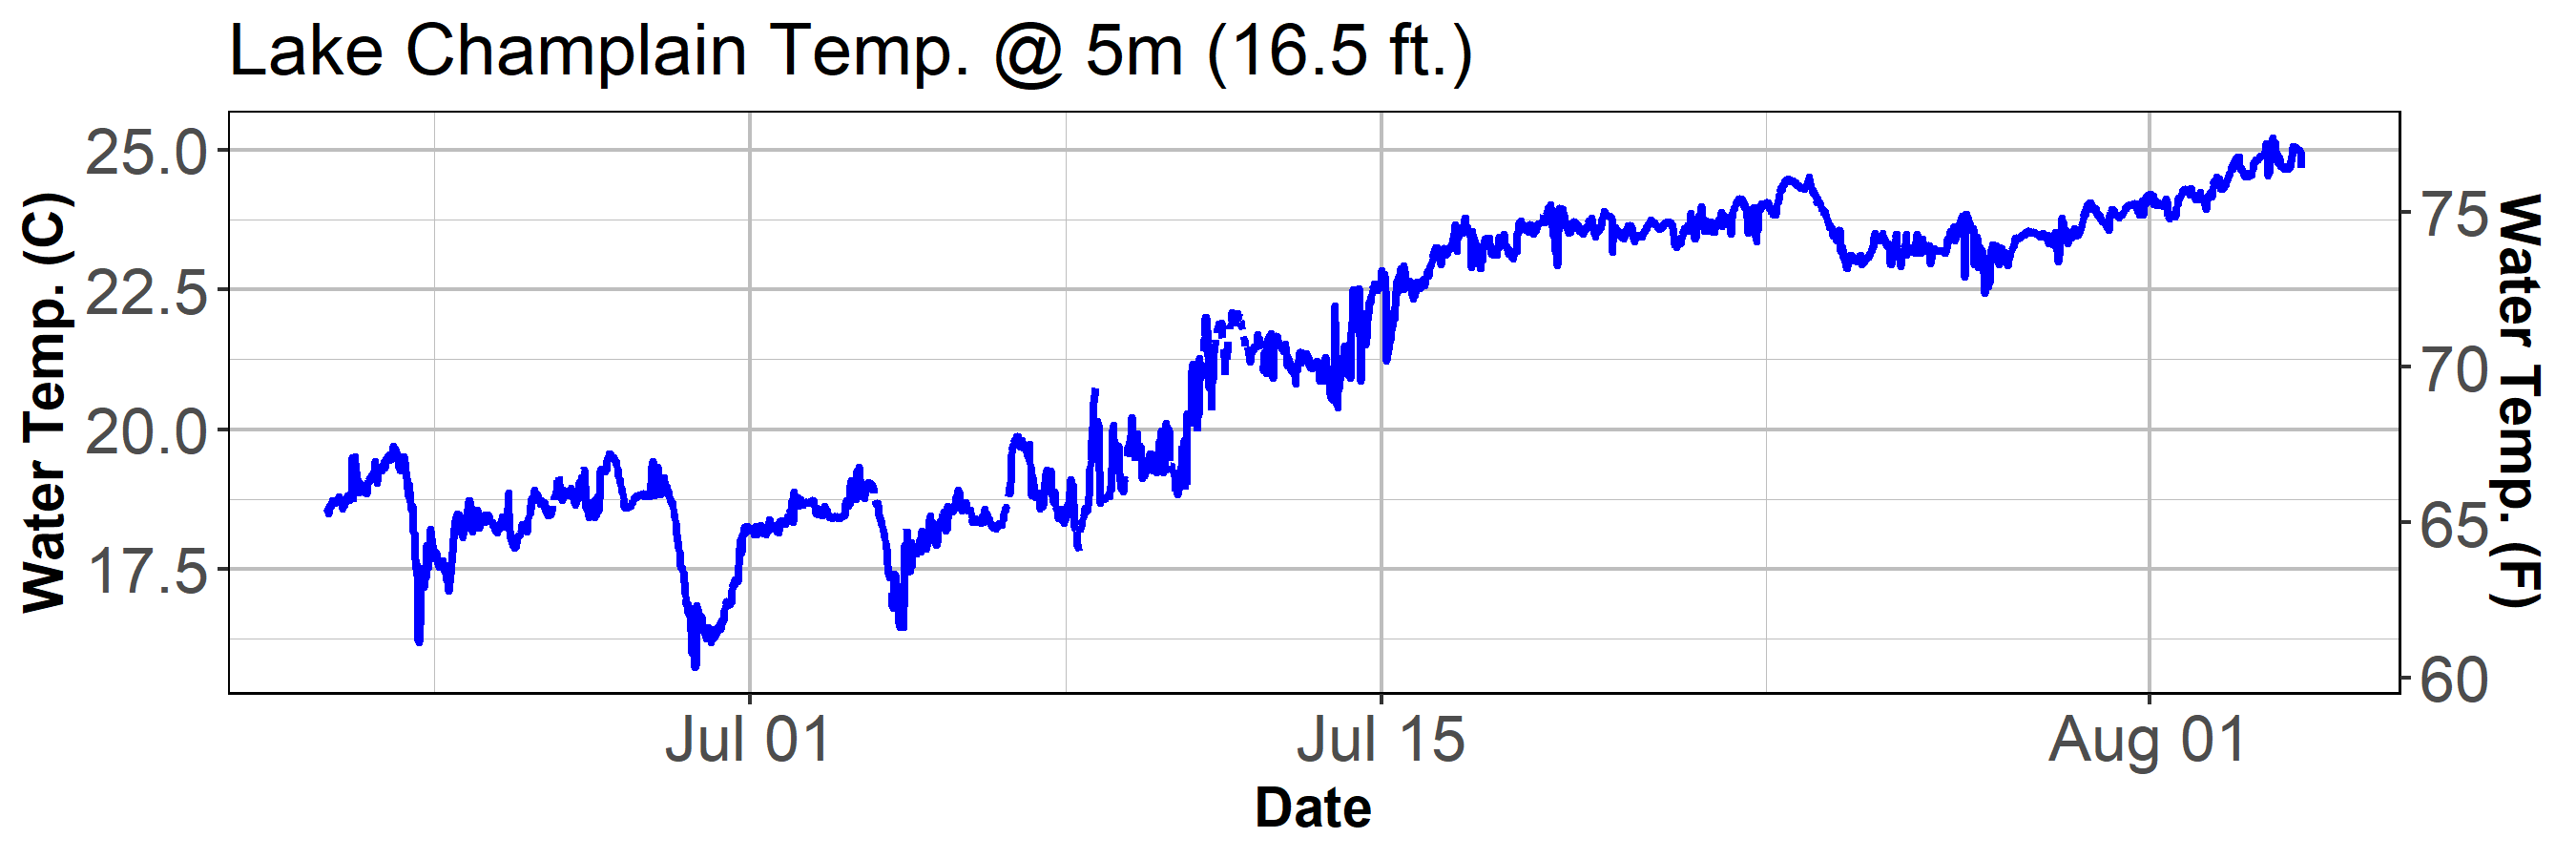 Lake Champlain Temp. @ 5m (16.5 ft.)
Water Temp. (C)
25.0
22.5
20.0
17.5
75
70
65
60
Water Temp. (F)
Jul 01
Jul 15
Aug 01
Date